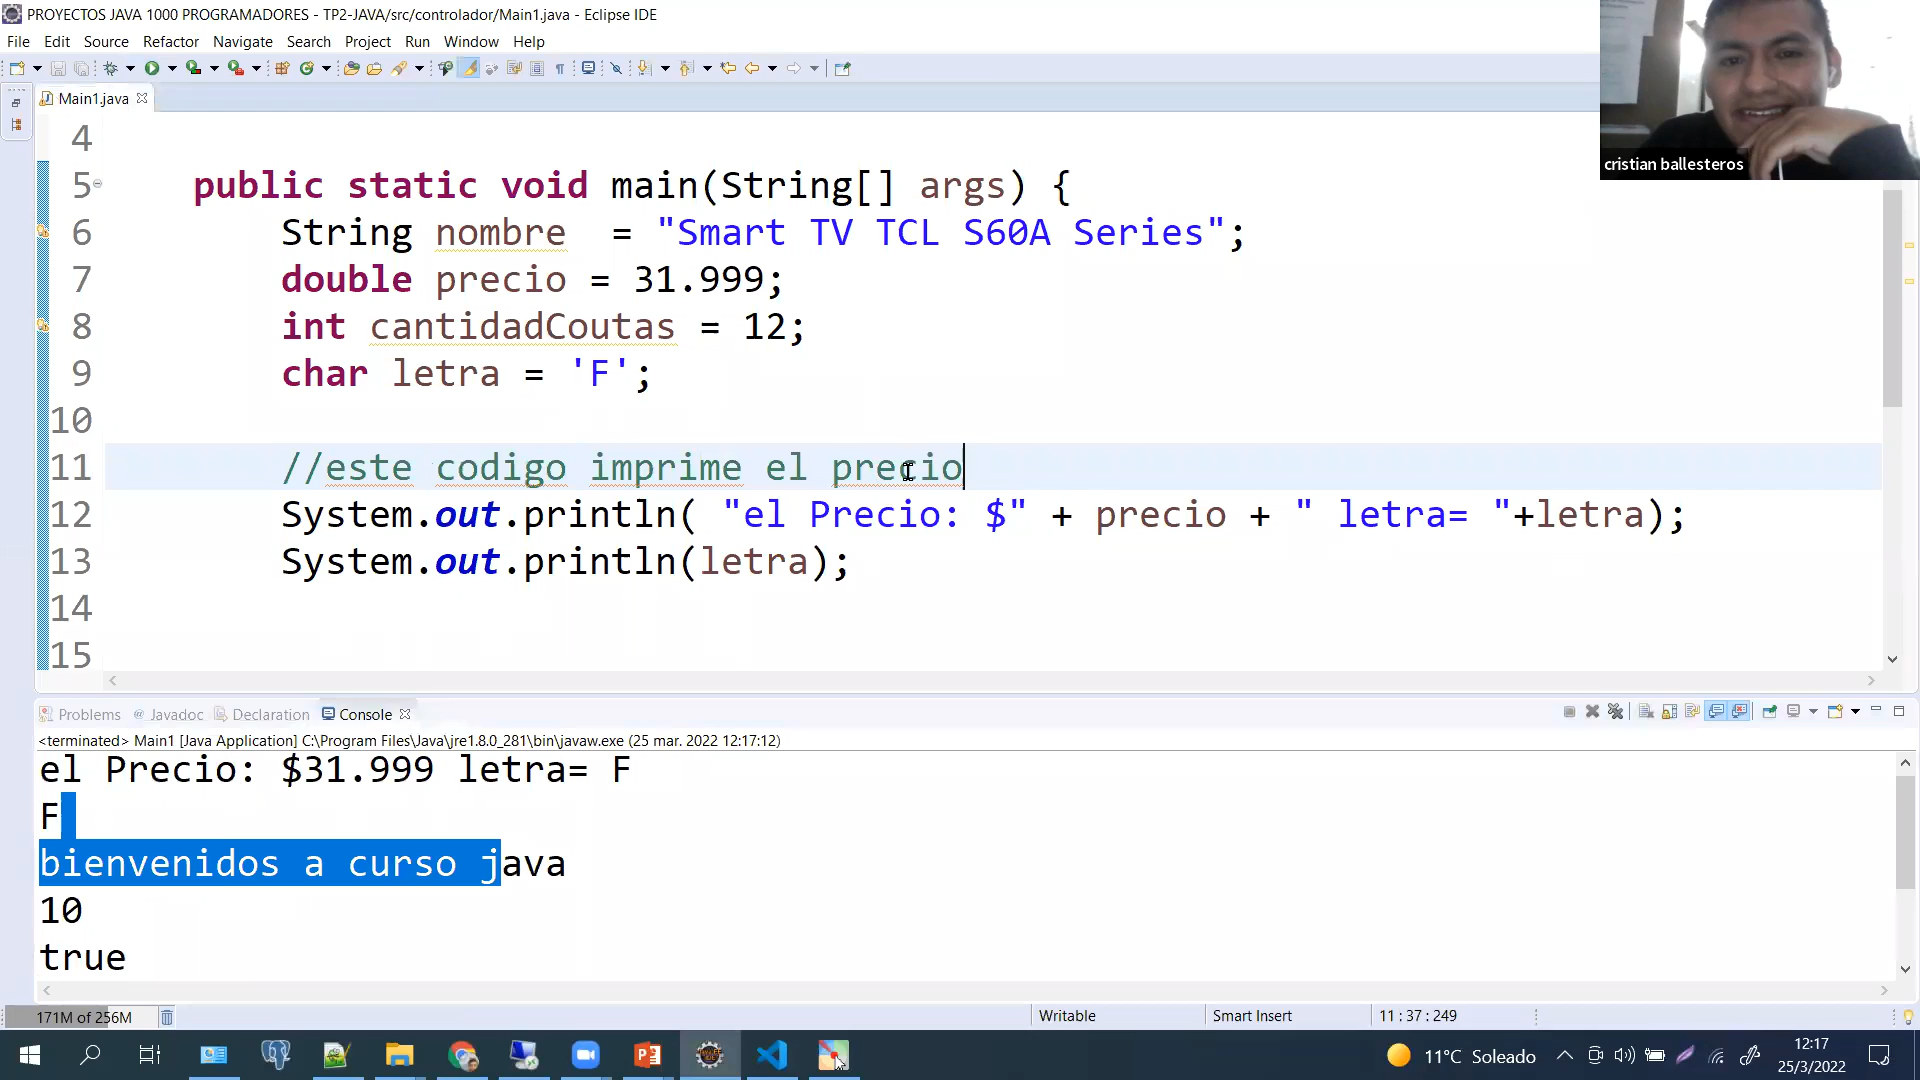 PROYECTOS JAVA 1000 PROGRAMADORES - TP2-JAVA/src/controlador/Main1.java - Eclipse IDE
File Edit Source Refactor Navigate Search Project Run Window Help
cristian ballesteros
Main1.java
4
5 public static void main(String[] args) {
6 String nombre = "Smart TV TCL S60A Series";
7 double precio = 31.999;
8 int cantidadCoutas = 12;
9 char letra = 'F';
10
11 //este codigo imprime el precio
12 System.out.println( "el Precio: $" + precio + " letra= "+letra);
13 System.out.println(letra);
14
15
Problems @ Javadoc Declaration Console
<terminated> Main1 [Java Application] C:\Program Files\Java\jre1.8.0_281\bin\javaw.exe (25 mar. 2022 12:17:12)
el Precio: $31.999 letra= F
F
bienvenidos a curso java
10
true
171M of 256M Writable Smart Insert 11 : 37 : 249
11°C Soleado 12:17
25/3/2022